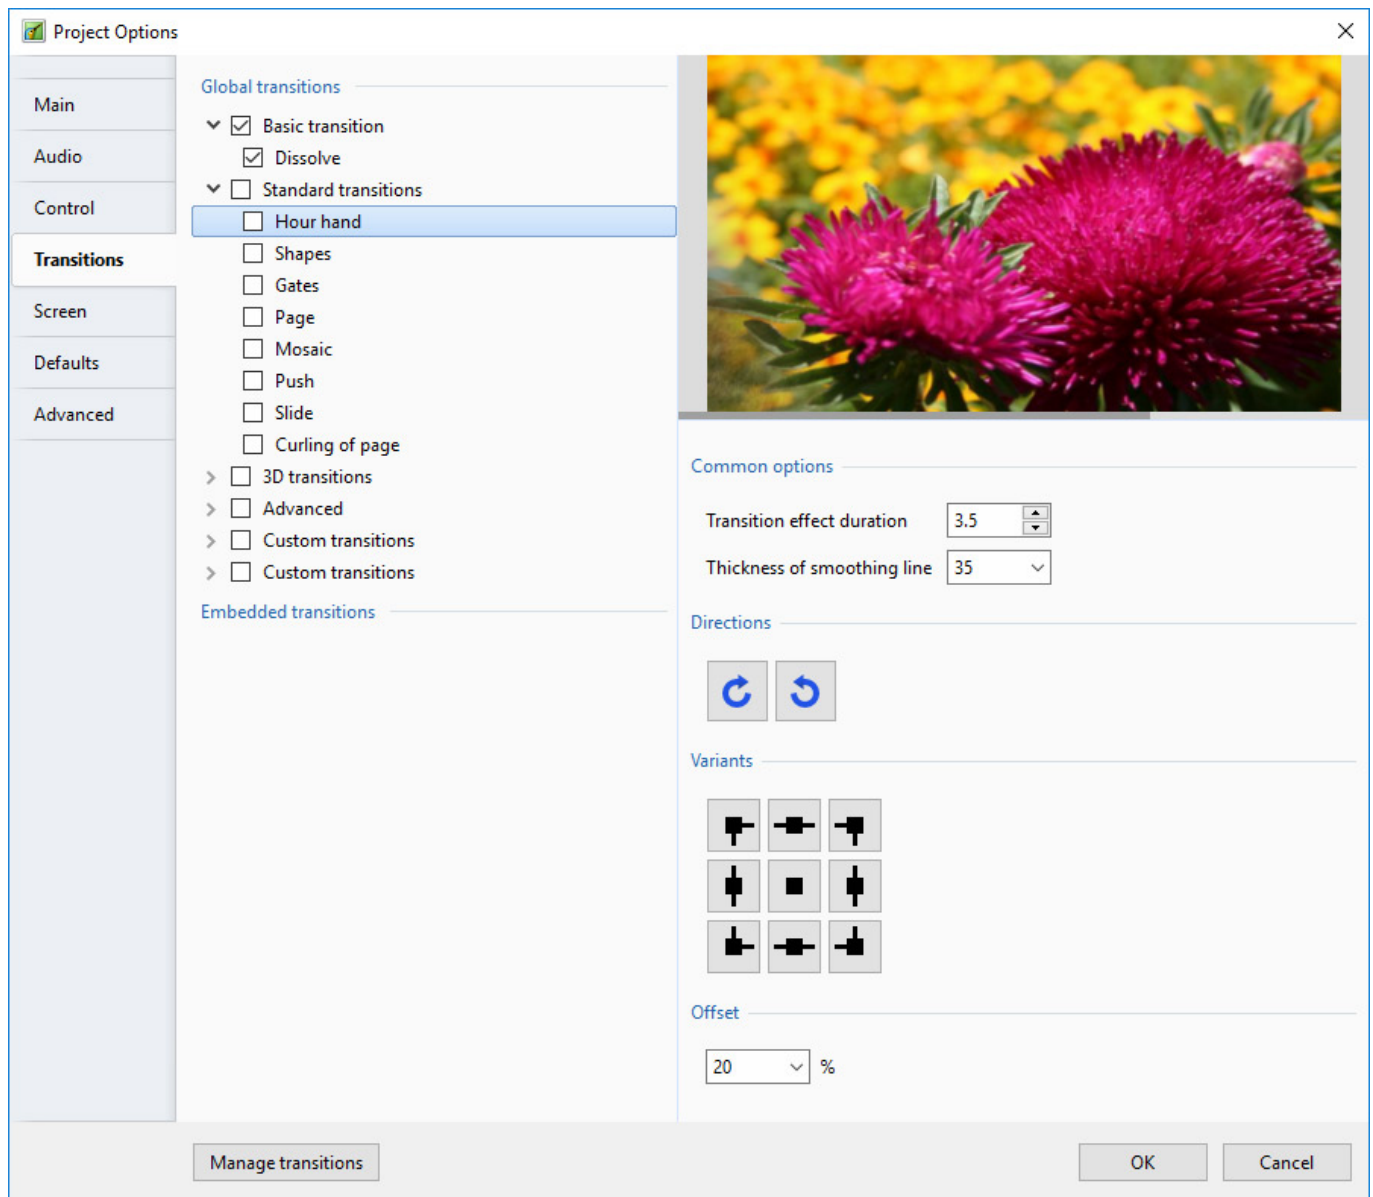 Project Options
Main
Audio
Control
Transitions
Screen
Defaults
Advanced
Global transitions
Basic transition
Dissolve
Standard transitions
Hour hand
Shapes
Gates
Page
Mosaic
Push
Slide
Curling of page
3D transitions
Advanced
Custom transitions
Custom transitions
Embedded transitions
Common options
Transition effect duration 3.5
Thickness of smoothing line 35
Directions
Variants
Offset
20 %
Manage transitions
OK
Cancel